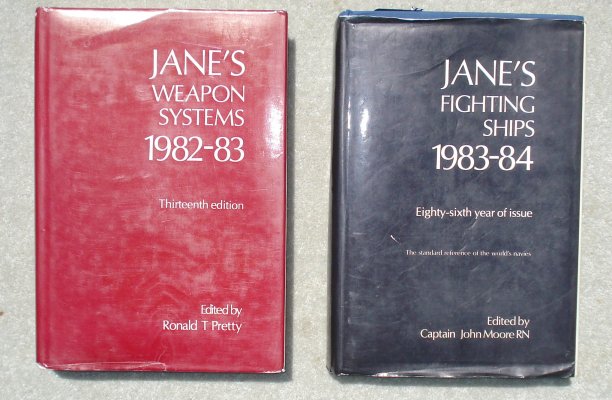 JANE'S
WEAPON
SYSTEMS
1982-83
Thirteenth edition
Edited by
Ronald T Pretty
JANE'S
FIGHTING
SHIPS
1983-84
Eighty-sixth year of issue
The standard reference of the world's navies
Edited by
Captain John Moore RN